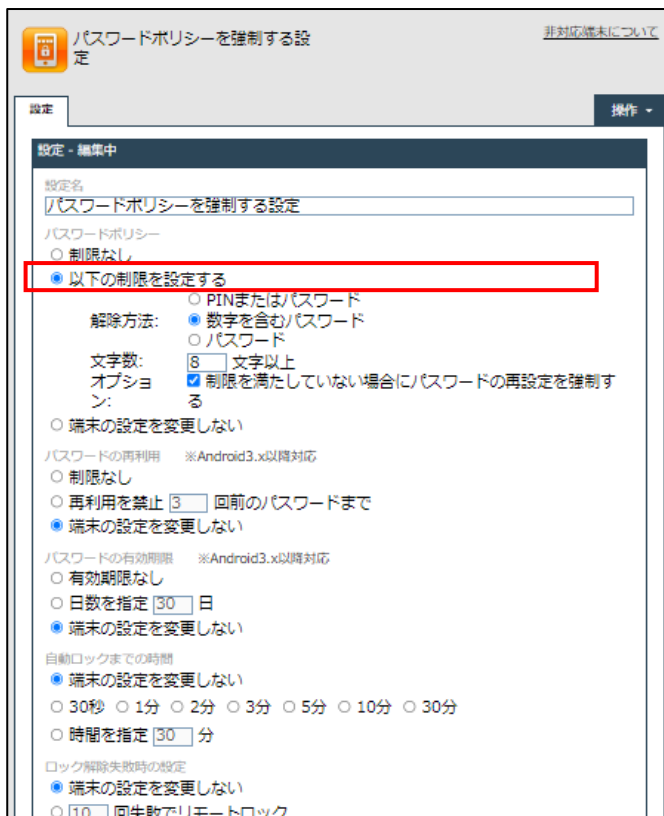 パスワードポリシーを強制する設
定
非対応端末について
設定
操作
設定 - 編集中
設定名
パスワードポリシーを強制する設定
パスワードポリシー
制限なし
以下の制限を設定する
PINまたはパスワード
解除方法: 数字を含むパスワード
パスワード
文字数: 8 文字以上
オプショ 制限を満たしていない場合にパスワードの再設定を強制す
ン: る
端末の設定を変更しない
パスワードの再利用 ※Android3.x以降対応
制限なし
再利用を禁止 3 回前のパスワードまで
端末の設定を変更しない
パスワードの有効期限 ※Android3.x以降対応
有効期限なし
日数を指定 30 日
端末の設定を変更しない
自動ロックまでの時間
端末の設定を変更しない
30秒 1分 2分 3分 5分 10分 30分
時間を指定 30 分
ロック解除失敗時の設定
端末の設定を変更しない
10 回失敗でリモートロック